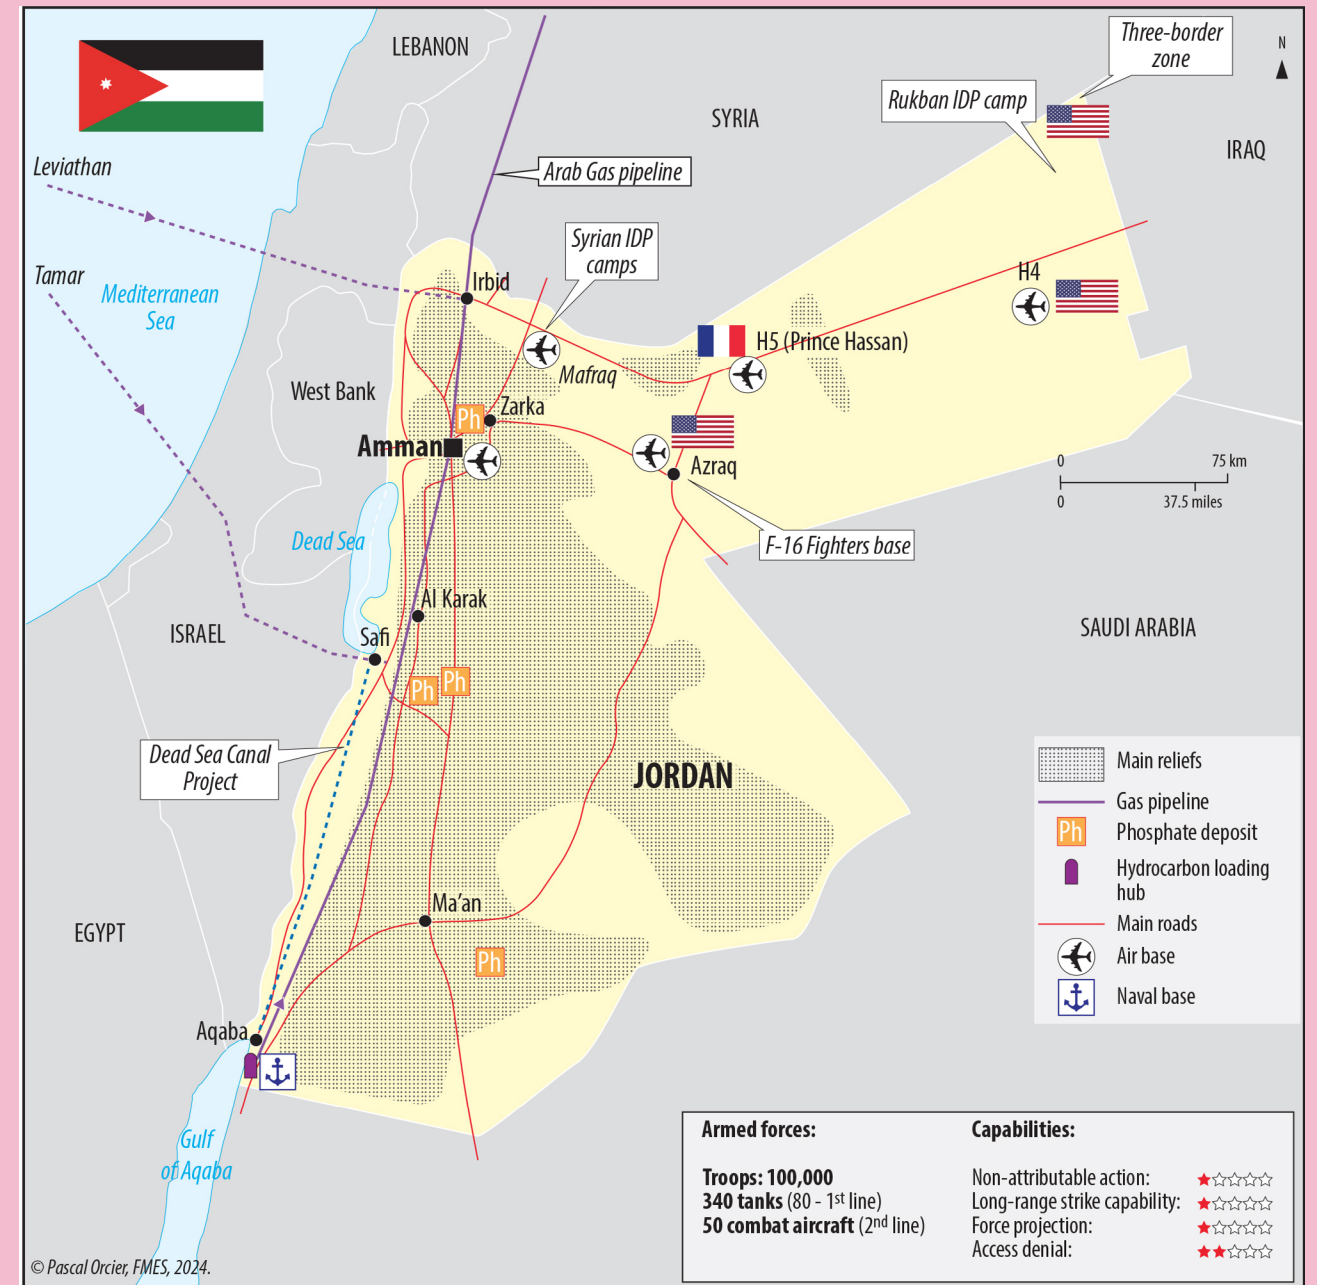 LEBANON
Three-border
zone
SYRIA
Rukban IDP camp
N
IRAQ
Leviathan
Arab Gas pipeline
Syrian IDP
camps
Tamar
Mediterranean
Sea
Irbid
H4
H5 (Prince Hassan)
Mafraq
West Bank
Ph
Zarka
Amman
Azraq
0
75 km
0
37.5 miles
Dead Sea
F-16 Fighters base
Al Karak
ISRAEL
Safi
SAUDI ARABIA
Ph
Ph
Dead Sea Canal
Project
JORDAN
Main reliefs
Gas pipeline
Ph
Phosphate deposit
Hydrocarbon loading
hub
Main roads
Air base
Naval base
Ma'an
EGYPT
Ph
Aqaba
Gulf
of Aqaba
Armed forces:
Troops: 100,000
340 tanks (80 - 1st line)
50 combat aircraft (2nd line)
Capabilities:
Non-attributable action:
Long-range strike capability:
Force projection:
Access denial:
© Pascal Orcier, FMES, 2024.